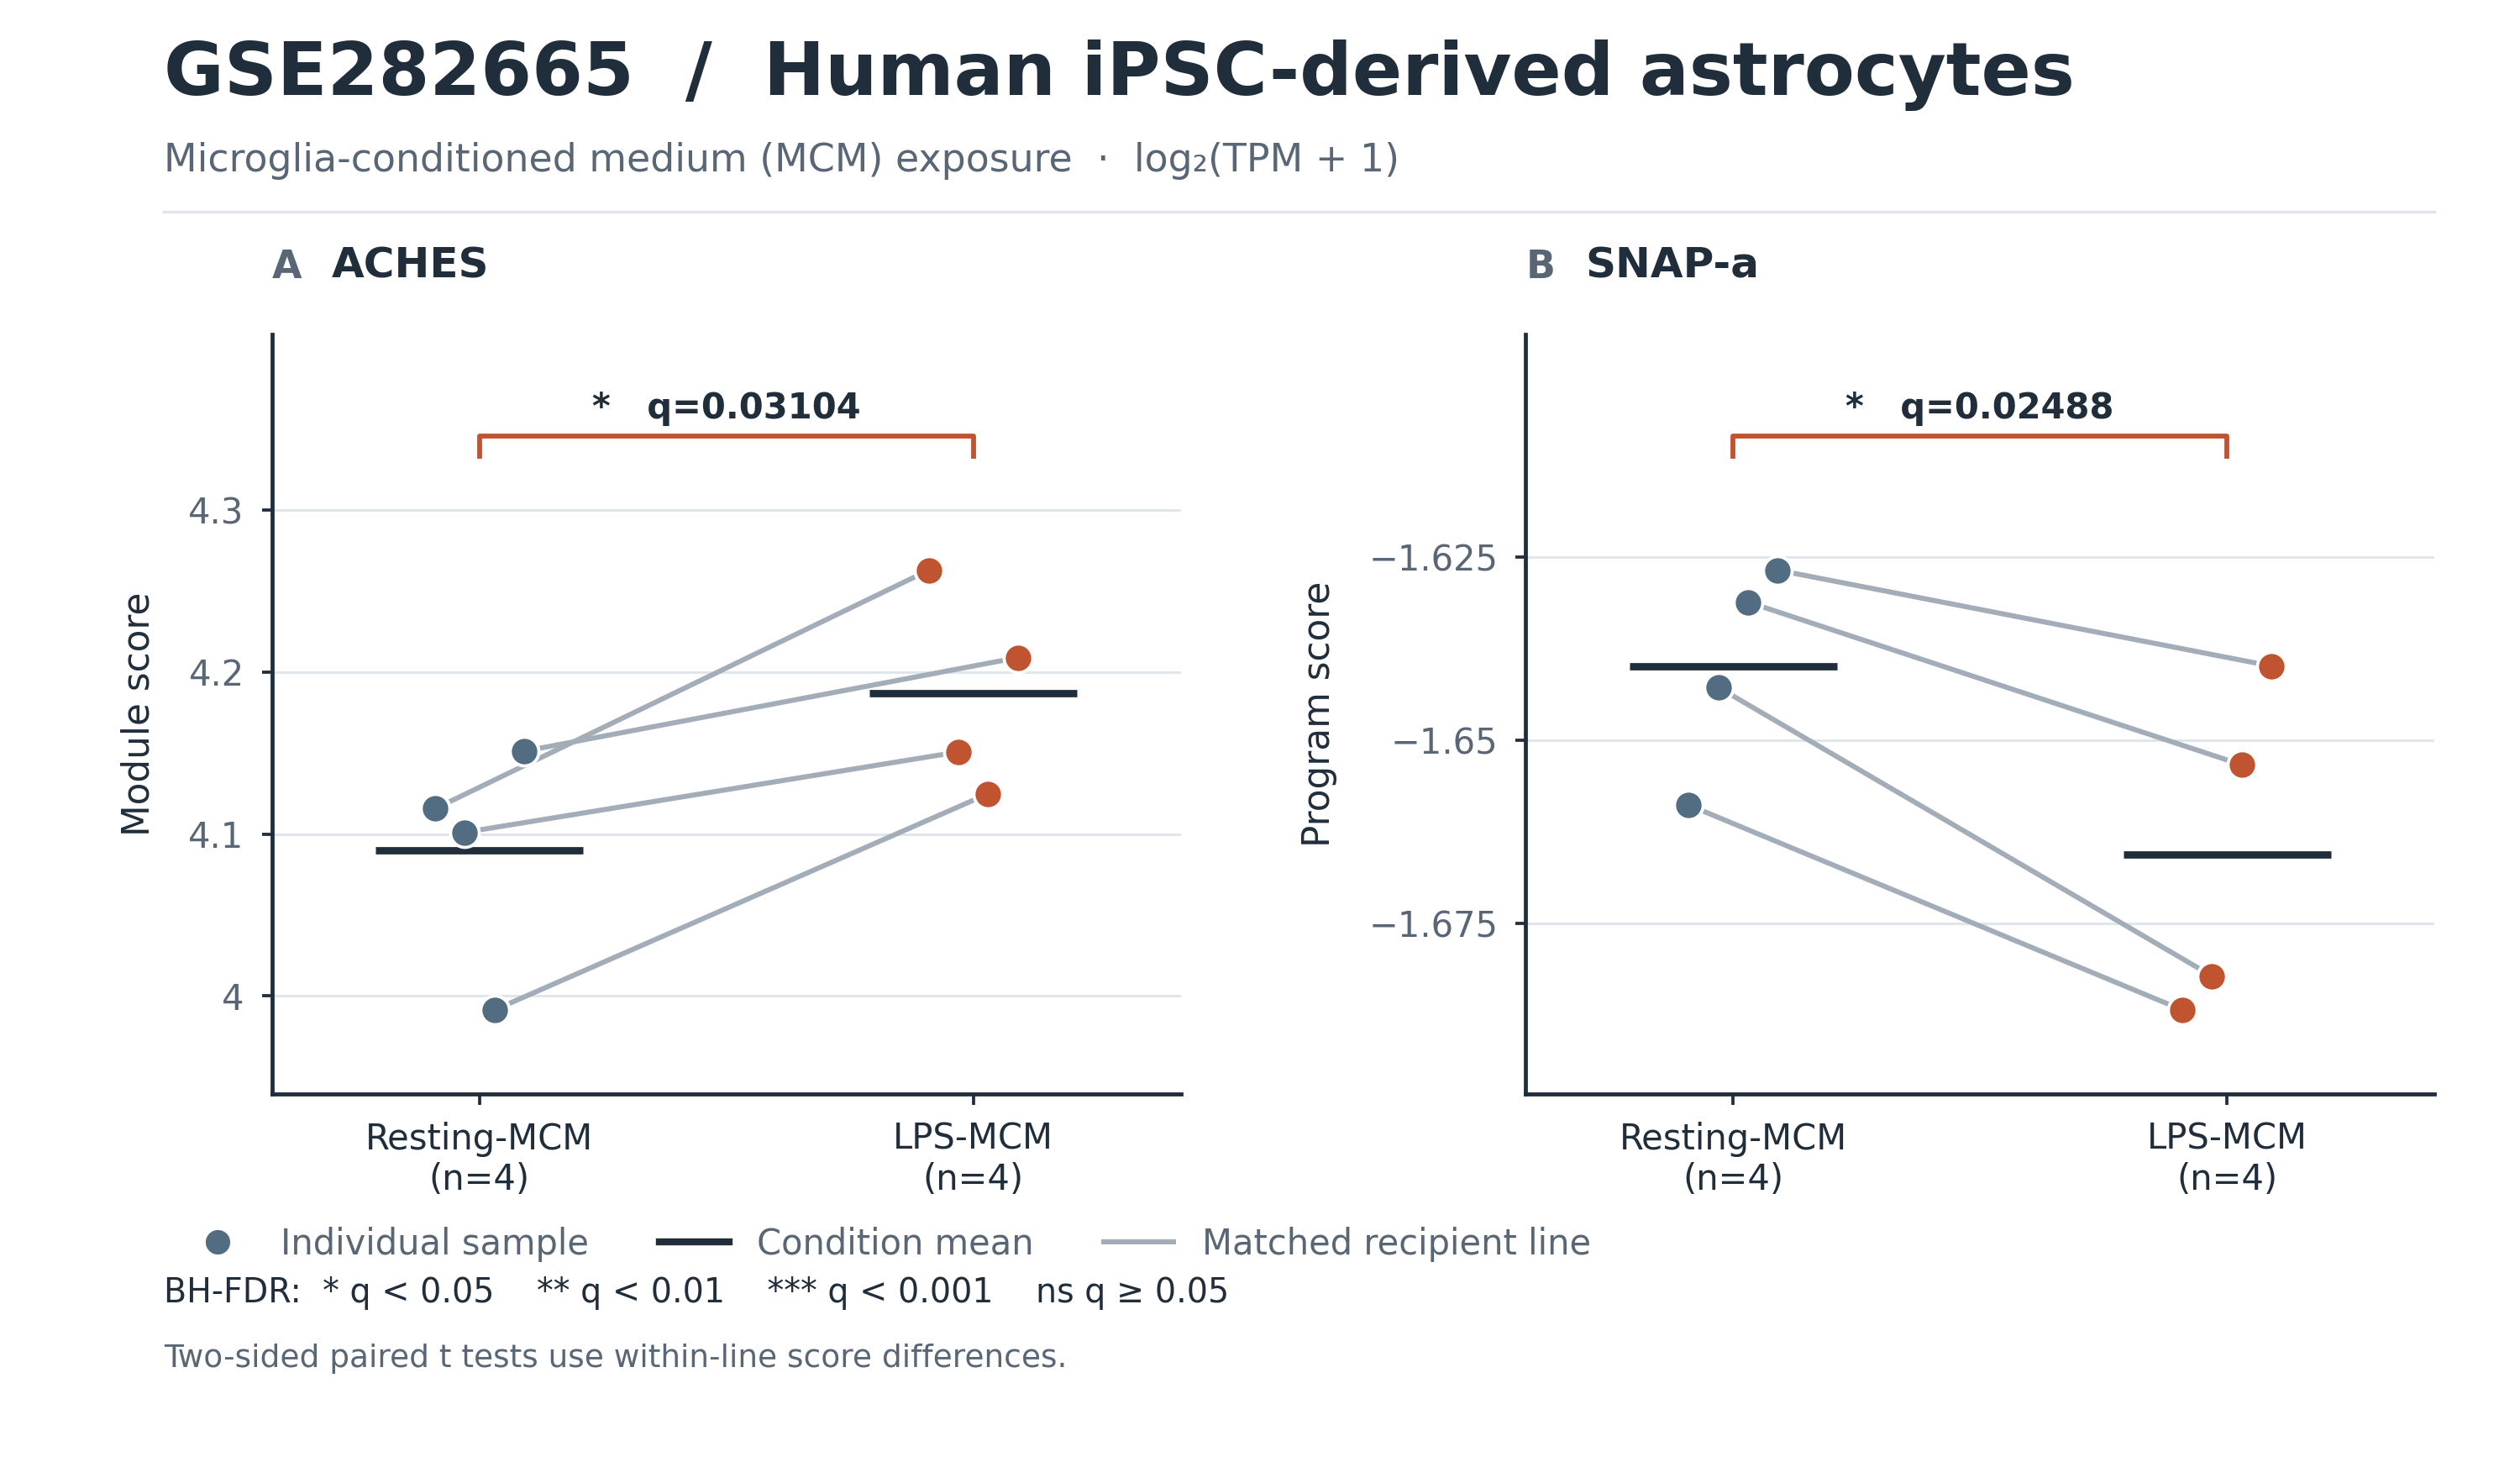 GSE282665 / Human iPSC-derived astrocytes
Microglia-conditioned medium (MCM) exposure · log₂(TPM + 1)
A ACHES
* q=0.03104
Module score
4.3
4.2
4.1
4
Resting-MCM
(n=4)
LPS-MCM
(n=4)
B SNAP-a
* q=0.02488
Program score
−1.625
−1.65
−1.675
Resting-MCM
(n=4)
LPS-MCM
(n=4)
Individual sample Condition mean Matched recipient line
BH-FDR: * q < 0.05 ** q < 0.01 *** q < 0.001 ns q ≥ 0.05
Two-sided paired t tests use within-line score differences.